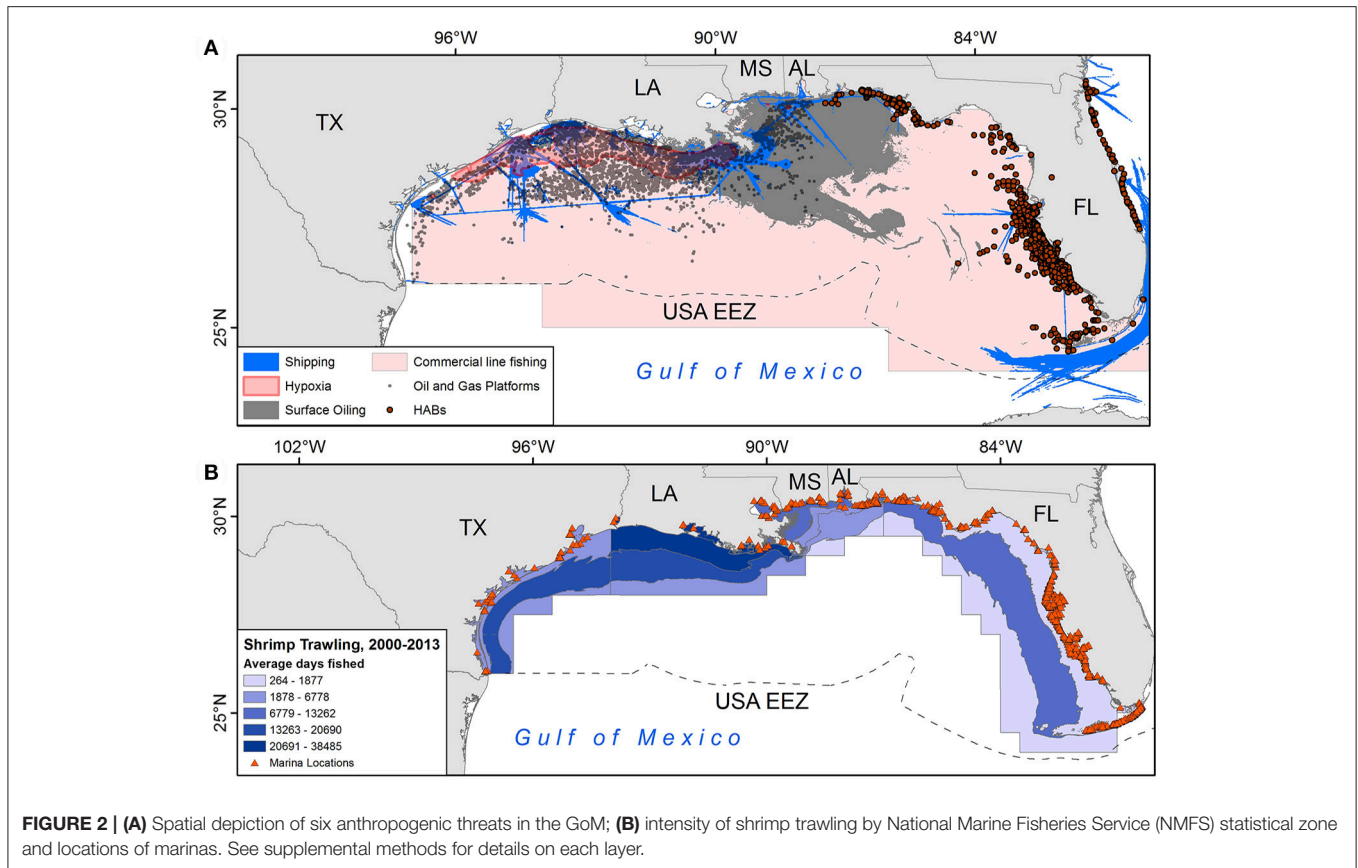 A
96°W 90°W 84°W
MS AL
LA
TX
30°N
FL
25°N
USA EEZ
Gulf of Mexico
Shipping
Hypoxia
Surface Oiling
Commercial line fishing
Oil and Gas Platforms
HABs
B
102°W 96°W 90°W 84°W
MS AL
LA
TX
30°N
FL
25°N
USA EEZ
Gulf of Mexico
Shrimp Trawling, 2000-2013
Average days fished
264 - 1877
1878 - 6778
6779 - 13262
13263 - 20690
20691 - 38485
Marina Locations
FIGURE 2 | (A) Spatial depiction of six anthropogenic threats in the GoM; (B) intensity of shrimp trawling by National Marine Fisheries Service (NMFS) statistical zone
and locations of marinas. See supplemental methods for details on each layer.